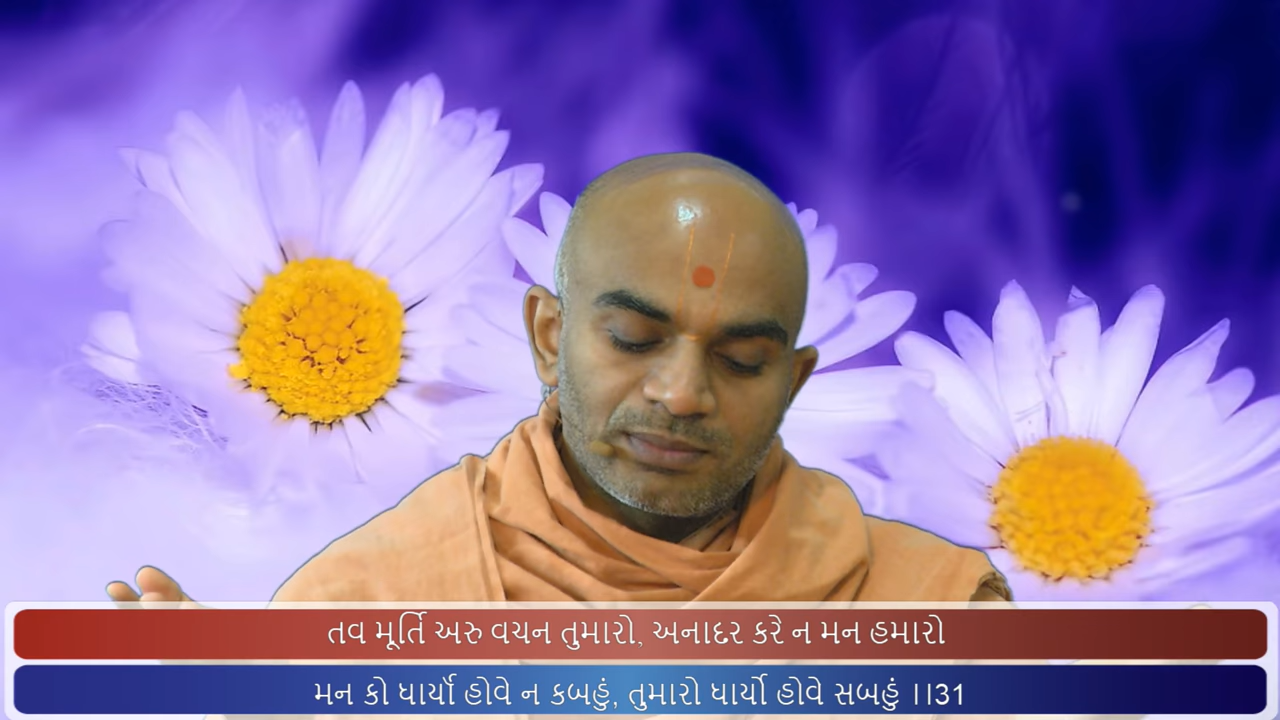 તવ મૂર્તિ અરુ વચન તુમારો, અનાદર કરે ન મન હમારો
મન કો ધાર્યો હોવે ન કબહું, તુમારો ધાર્યો હોવે સબહું ।।31